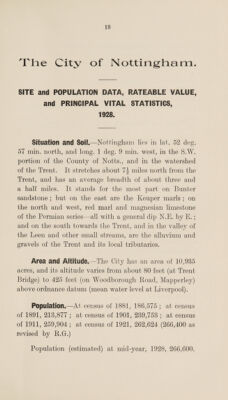 18
The City of Nottingham.
SITE and POPULATION DATA, RATEABLE VALUE,
and PRINCIPAL VITAL STATISTICS,
1928.
Situation and Soil.—Nottingham lies in lat. 52 deg.
57 min. north, and long. 1 deg. 9 min. west, in the S.W.
portion of the County of Notts., and in the watershed
of the Trent. It stretches about 7½ miles north from the
Trent, and has an average breadth of about three and
a half miles. It stands for the most part on Bunter
sandstone; but on the east are the Keuper marls; on
the north and west, red marl and magnesian limestone
of the Permian series—all with a general dip N.E. by E.;
and on the south towards the Trent, and in the valley of
the Leen and other small streams, are the alluvium and
gravels of the Trent and its local tributaries.
Area and Altitude.—The City has an area of 10,935
acres, and its altitude varies from about 80 feet (at Trent
Bridge) to 425 feet (on Woodborough Road, Mapperley)
above ordnance datum (mean water level at Liverpool).
Population.—At census of 1881, 186,575; at census
of 1891, 213,877; at census of 1901, 239,753; at census
of 1911, 259,904; at census of 1921, 262,624 (266,400 as
revised by R.G.)
Population (estimated) at mid-year, 1928, 266,600.